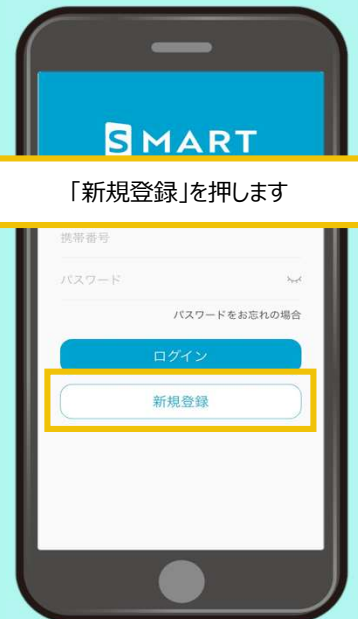 SMART
「新規登録」を押します
携帯番号
パスワード
パスワードをお忘れの場合
ログイン
新規登録